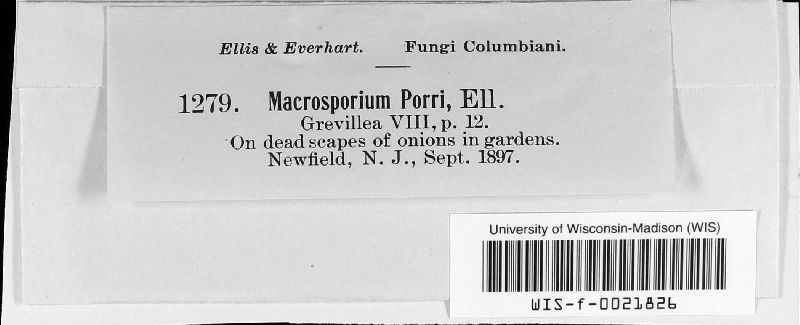 Ellis & Everhart. Fungi Columbiani.
1279. Macrosporium Porri, Ell.
Grevillea VIII, p. 12.
On dead scapes of onions in gardens.
Newfield, N. J., Sept. 1897.
University of Wisconsin-Madison (WIS)
WIS-f-0021826